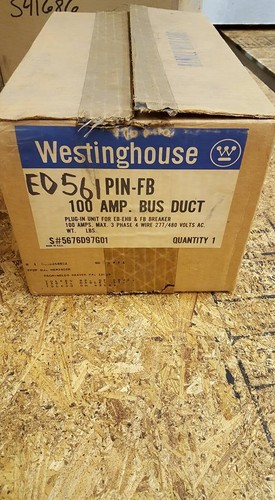 541686
Westinghouse
ED561 PIN-FB
100 AMP. BUS DUCT
PLUG-IN UNIT FOR EB-EHB & FB BREAKER
100 AMPS. MAX. 3 PHASE 4 WIRE 277/480 VOLTS AC.
WT. LBS.
S#5676D97G01 QUANTITY 1